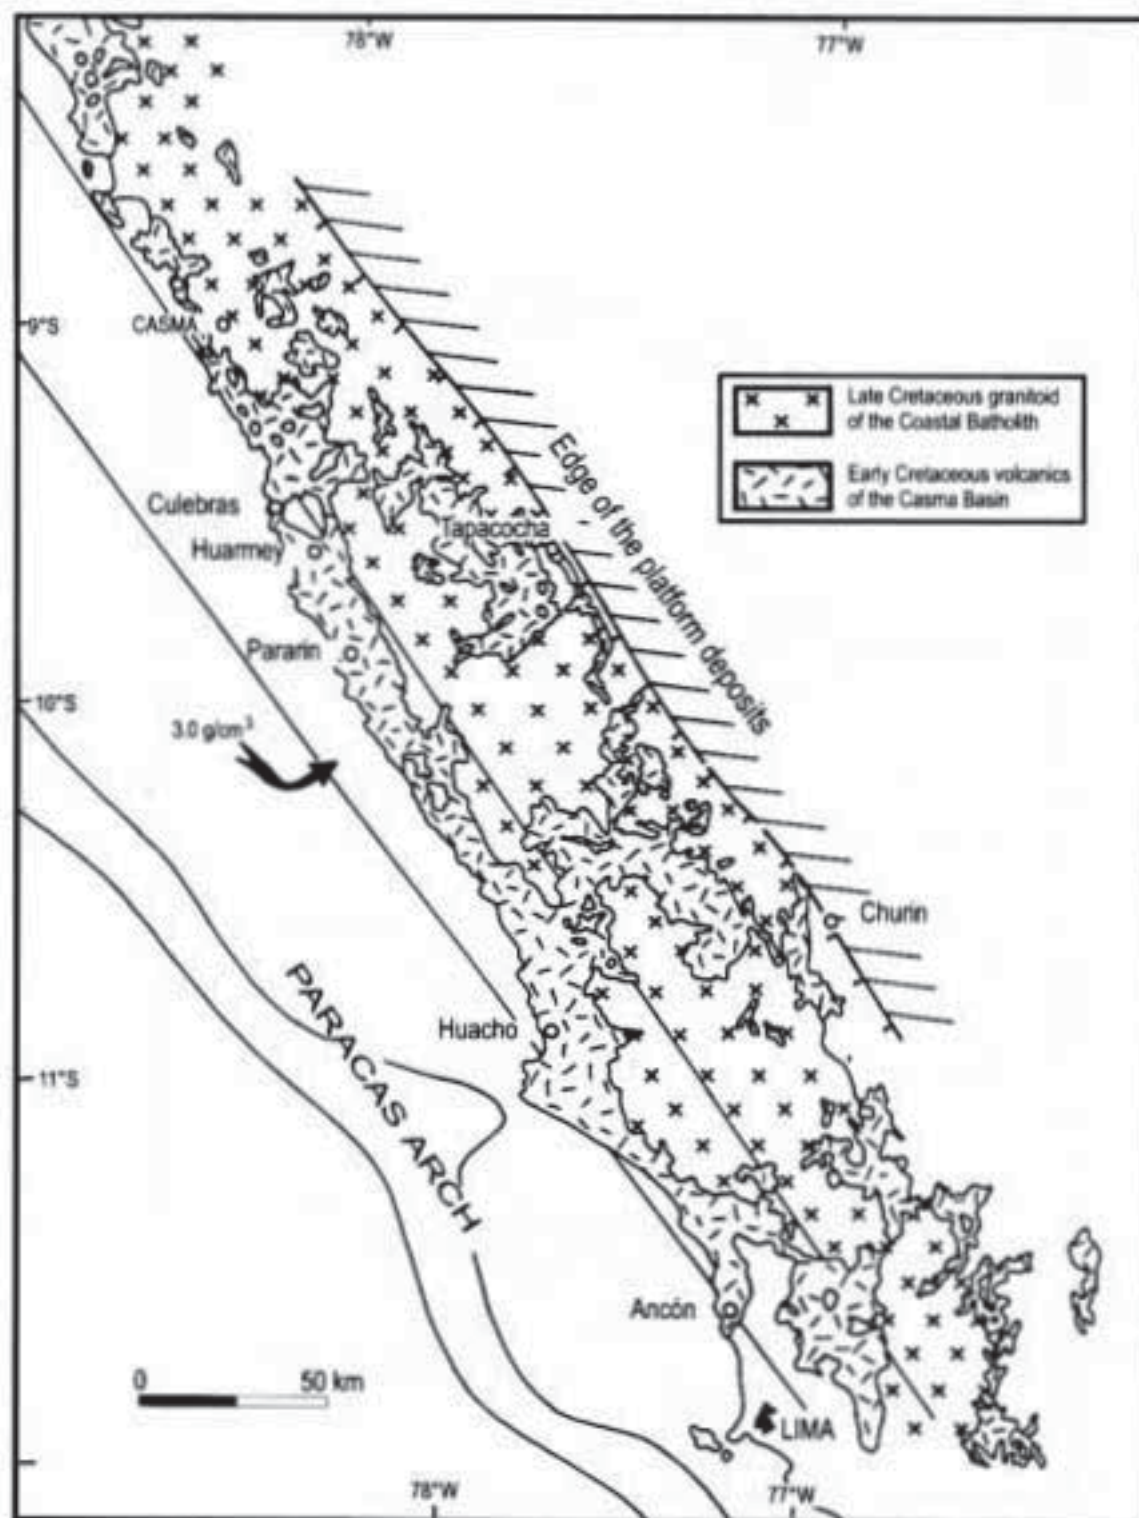 78°W
77°W
9°S
CASMA
Late Cretaceous granitoid
of the Coastal Batholith
Early Cretaceous volcanics
of the Casma Basin
Edge of the platform deposits
Culebras
Tapacocha
Huarmey
Pararin
10°S
3.0 g/cm³
Churin
PARACAS ARCH
Huacho
11°S
Ancón
0 50 km
LIMA
78°W
77°W